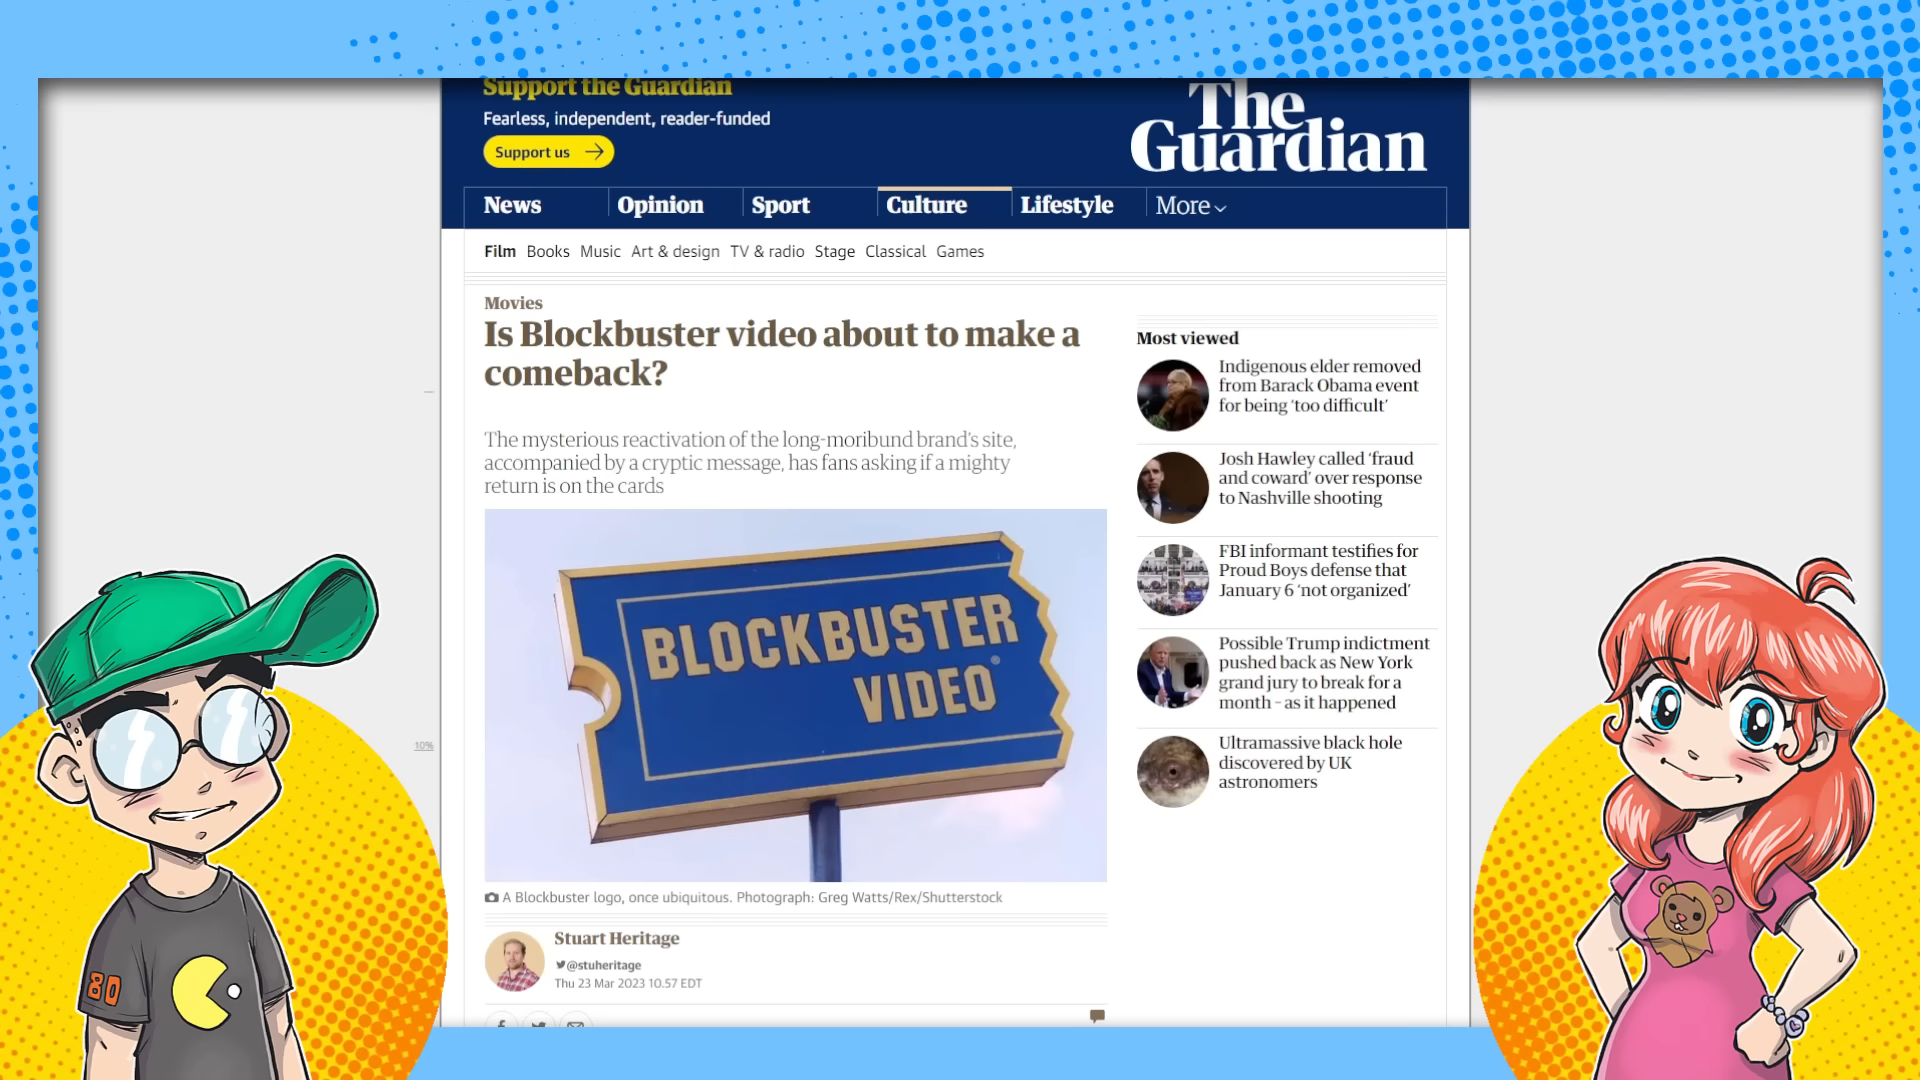 Support the Guardian
Fearless, independent, reader-funded
Support us
The
Guardian
News Opinion Sport Culture Lifestyle More
Film Books Music Art & design TV & radio Stage Classical Games
Movies
Is Blockbuster video about to make a
comeback?
The mysterious reactivation of the long-moribund brand's site,
accompanied by a cryptic message, has fans asking if a mighty
return is on the cards
BLOCKBUSTER
VIDEO®
A Blockbuster logo, once ubiquitous. Photograph: Greg Watts/Rex/Shutterstock
Stuart Heritage
@stuheritage
Thu 23 Mar 2023 10.57 EDT
Most viewed
Indigenous elder removed
from Barack Obama event
for being ‘too difficult’
Josh Hawley called ‘fraud
and coward’ over response
to Nashville shooting
FBI informant testifies for
Proud Boys defense that
January 6 ‘not organized’
Possible Trump indictment
pushed back as New York
grand jury to break for a
month – as it happened
Ultramassive black hole
discovered by UK
astronomers
10%
80